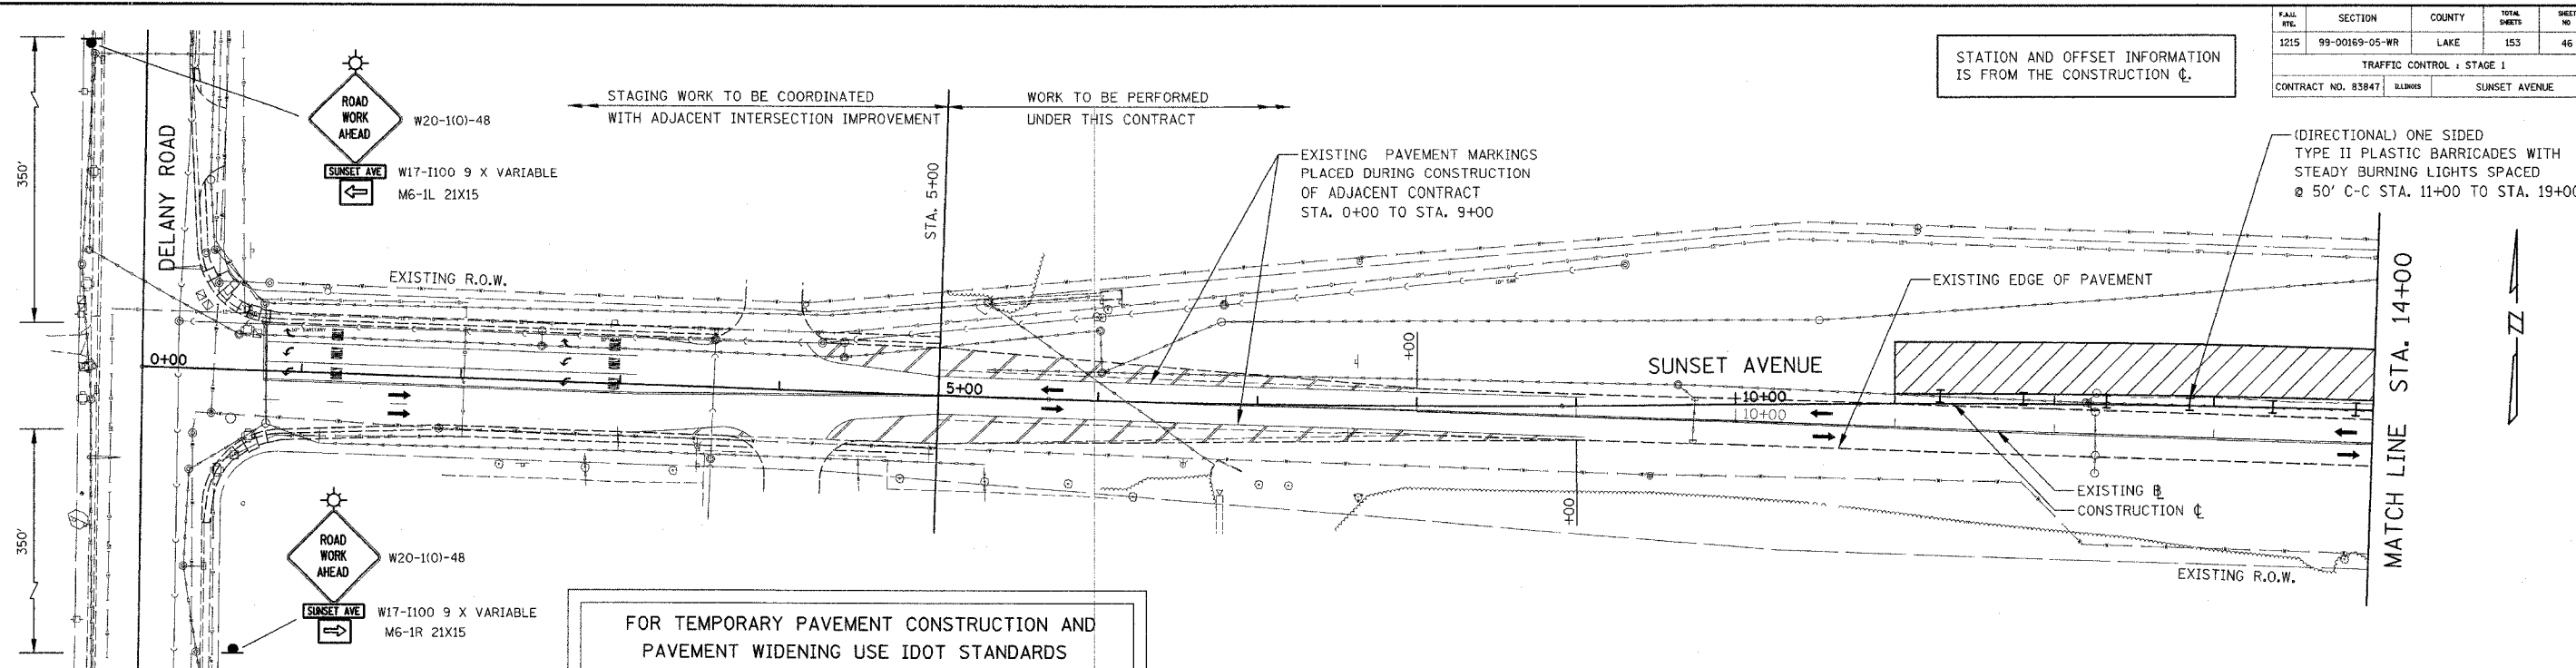 F.A.U. RTE. SECTION COUNTY TOTAL SHEETS SHEET NO
1215 99-00169-05-WR LAKE 153 46
TRAFFIC CONTROL : STAGE 1
CONTRACT NO. 83847 ILLINOIS SUNSET AVENUE
STATION AND OFFSET INFORMATION
IS FROM THE CONSTRUCTION ℄.
350'
DELANY ROAD
ROAD
WORK
AHEAD
W20-1(O)-48
SUNSET AVE
W17-I100 9 X VARIABLE
M6-1L 21X15
STAGING WORK TO BE COORDINATED
WITH ADJACENT INTERSECTION IMPROVEMENT
WORK TO BE PERFORMED
UNDER THIS CONTRACT
STA. 5+00
EXISTING PAVEMENT MARKINGS
PLACED DURING CONSTRUCTION
OF ADJACENT CONTRACT
STA. 0+00 TO STA. 9+00
(DIRECTIONAL) ONE SIDED
TYPE II PLASTIC BARRICADES WITH
STEADY BURNING LIGHTS SPACED
@ 50' C-C STA. 11+00 TO STA. 19+00
EXISTING R.O.W.
EXISTING EDGE OF PAVEMENT
MATCH LINE STA. 14+00
0+00
5+00
+00
SUNSET AVENUE
10+00
10+00
+00
EXISTING B̲L̲
CONSTRUCTION ℄
EXISTING R.O.W.
350'
ROAD
WORK
AHEAD
W20-1(O)-48
SUNSET AVE
W17-I100 9 X VARIABLE
M6-1R 21X15
FOR TEMPORARY PAVEMENT CONSTRUCTION AND
PAVEMENT WIDENING USE IDOT STANDARDS